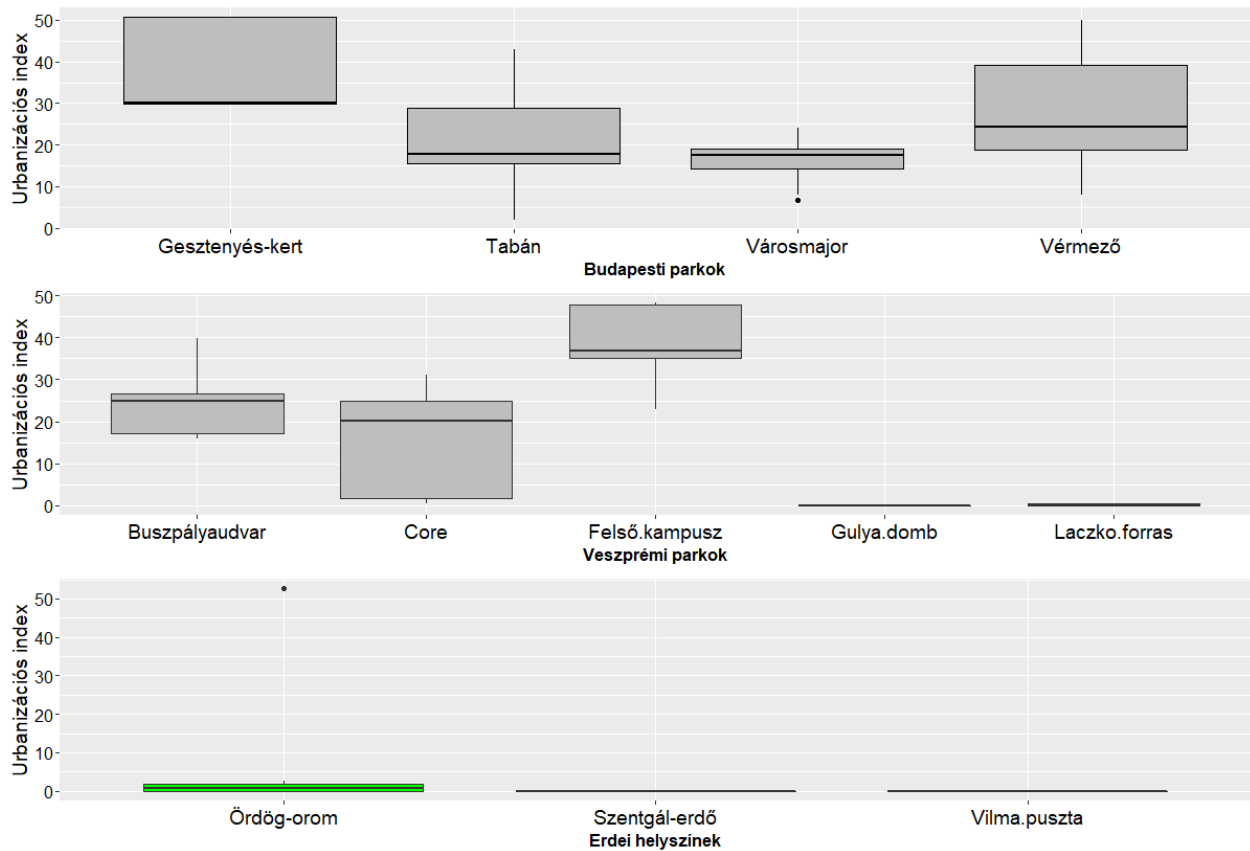 Urbanizációs index
50
40
30
20
10
0
Gesztenyés-kert Tabán Városmajor Vérmező
Budapesti parkok
Urbanizációs index
50
40
30
20
10
0
Buszpályaudvar Core Felső.kampusz Gulya.domb Laczko.forras
Veszprémi parkok
Urbanizációs index
50
40
30
20
10
0
Ördög-orom Szentgál-erdő Vilma.puszta
Erdei helyszínek